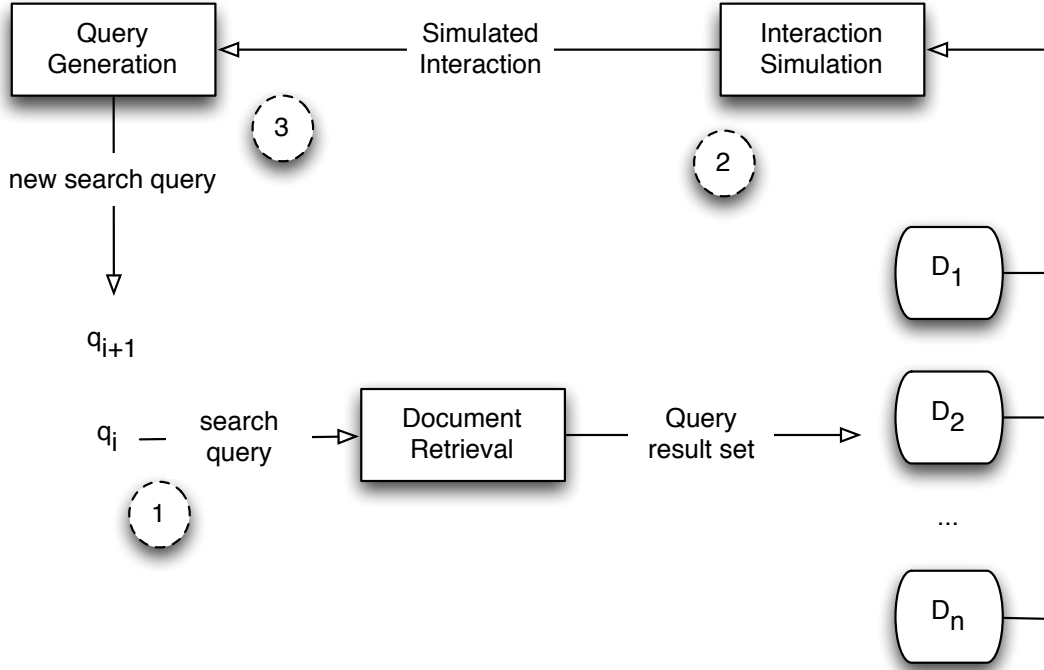 Query
Generation
Simulated
Interaction
Interaction
Simulation
3
2
new search query
D1
qi+1
D2
qi
search
query
Document
Retrieval
Query
result set
1
...
Dn